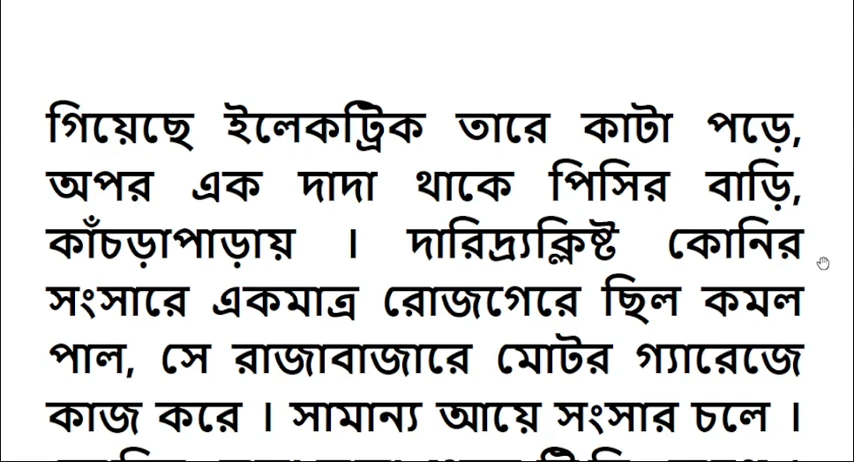 গিয়েছে ইলেকট্রিক তারে কাটা পড়ে,
অপর এক দাদা থাকে পিসির বাড়ি,
কাঁচড়াপাড়ায় । দারিদ্র্যক্লিষ্ট কোনির
সংসারে একমাত্র রোজগেরে ছিল কমল
পাল, সে রাজাবাজারে মোটর গ্যারেজে
কাজ করে । সামান্য আয়ে সংসার চলে ।